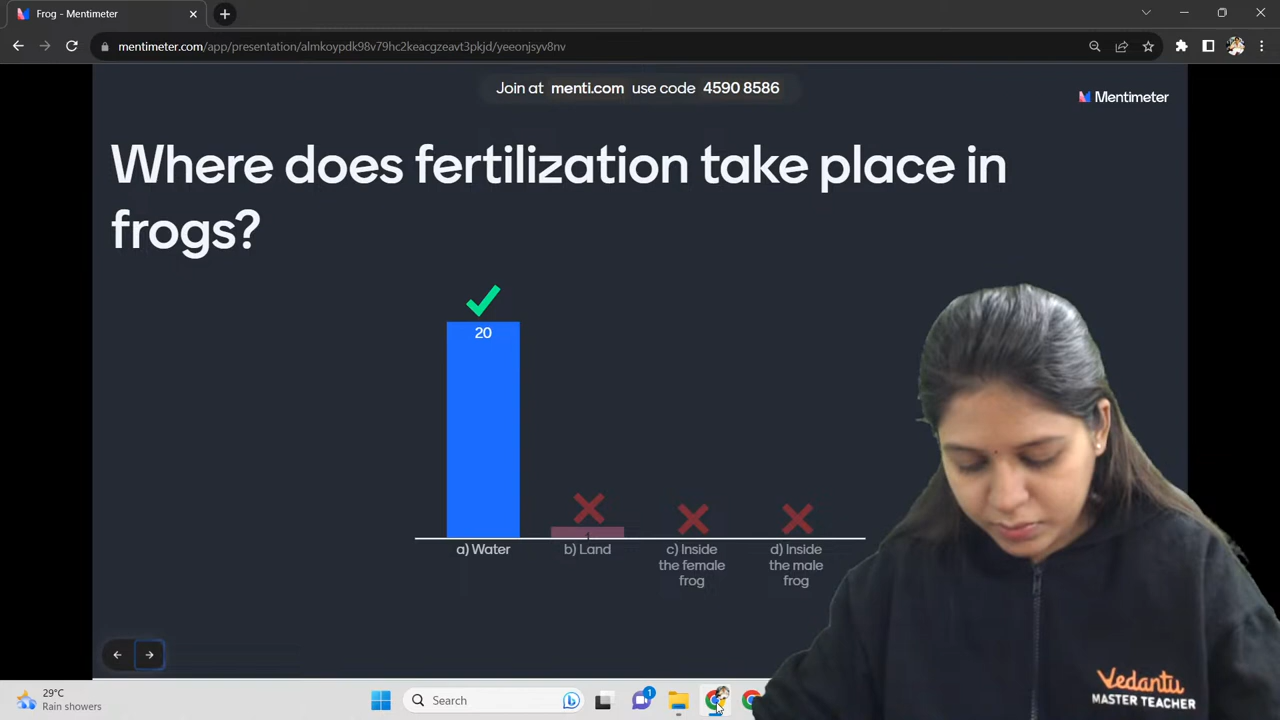 Frog - Mentimeter
mentimeter.com/app/presentation/almkoypdk98v79hc2keacgzeavt3pkjd/yeeonjsyv8nv
Join at menti.com use code 4590 8586
Mentimeter
Where does fertilization take place in
frogs?
20
a) Water
b) Land
c) Inside
the female
frog
d) Inside
the male
frog
Vedantu
MASTER TEACHER
29°C
Rain showers
Search
1